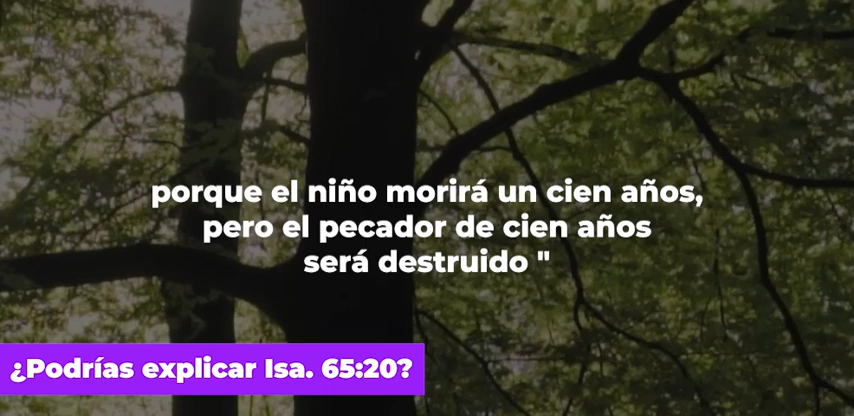 porque el niño morirá un cien años,
pero el pecador de cien años
será destruido "
¿Podrías explicar Isa. 65:20?